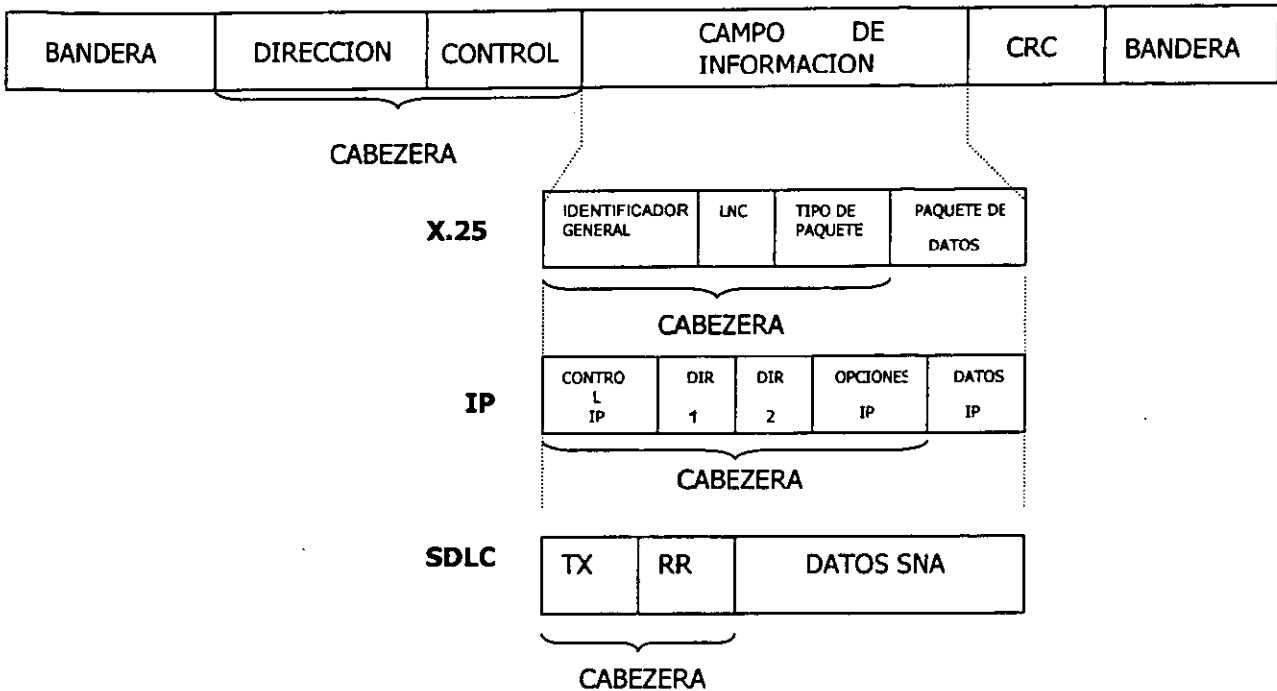 BANDERA DIRECCION CONTROL CAMPO DE INFORMACION CRC BANDERA
CABEZERA
X.25
IDENTIFICADOR GENERAL
LNC
TIPO DE PAQUETE
PAQUETE DE DATOS
CABEZERA
IP
CONTRO
L
IP
DIR
1
DIR
2
OPCIONES
IP
DATOS
IP
CABEZERA
SDLC
TX RR DATOS SNA
CABEZERA